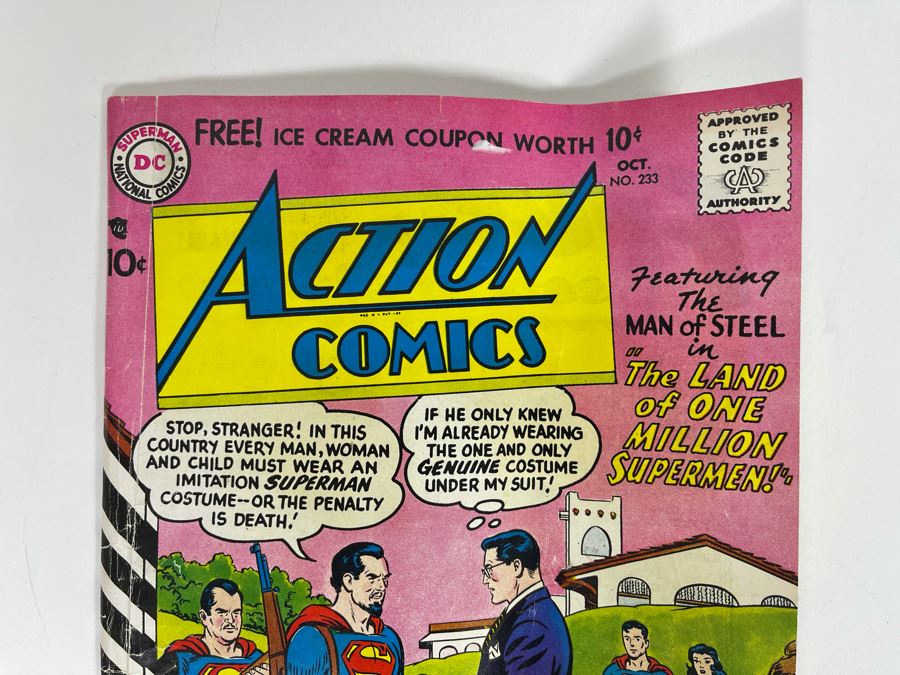 SUPERMAN
DC
NATIONAL COMICS
FREE! ICE CREAM COUPON WORTH 10¢
OCT.
NO. 233
APPROVED
BY THE
COMICS
CODE
CA
AUTHORITY
10¢
ACTION
COMICS
Featuring
The
MAN of STEEL
in
"The LAND
of ONE
MILLION
SUPERMEN!"
STOP, STRANGER! IN THIS
COUNTRY EVERY MAN, WOMAN
AND CHILD MUST WEAR AN
IMITATION SUPERMAN
COSTUME--OR THE PENALTY
IS DEATH!
IF HE ONLY KNEW
I'M ALREADY WEARING
THE ONE AND ONLY
GENUINE COSTUME
UNDER MY SUIT!
S